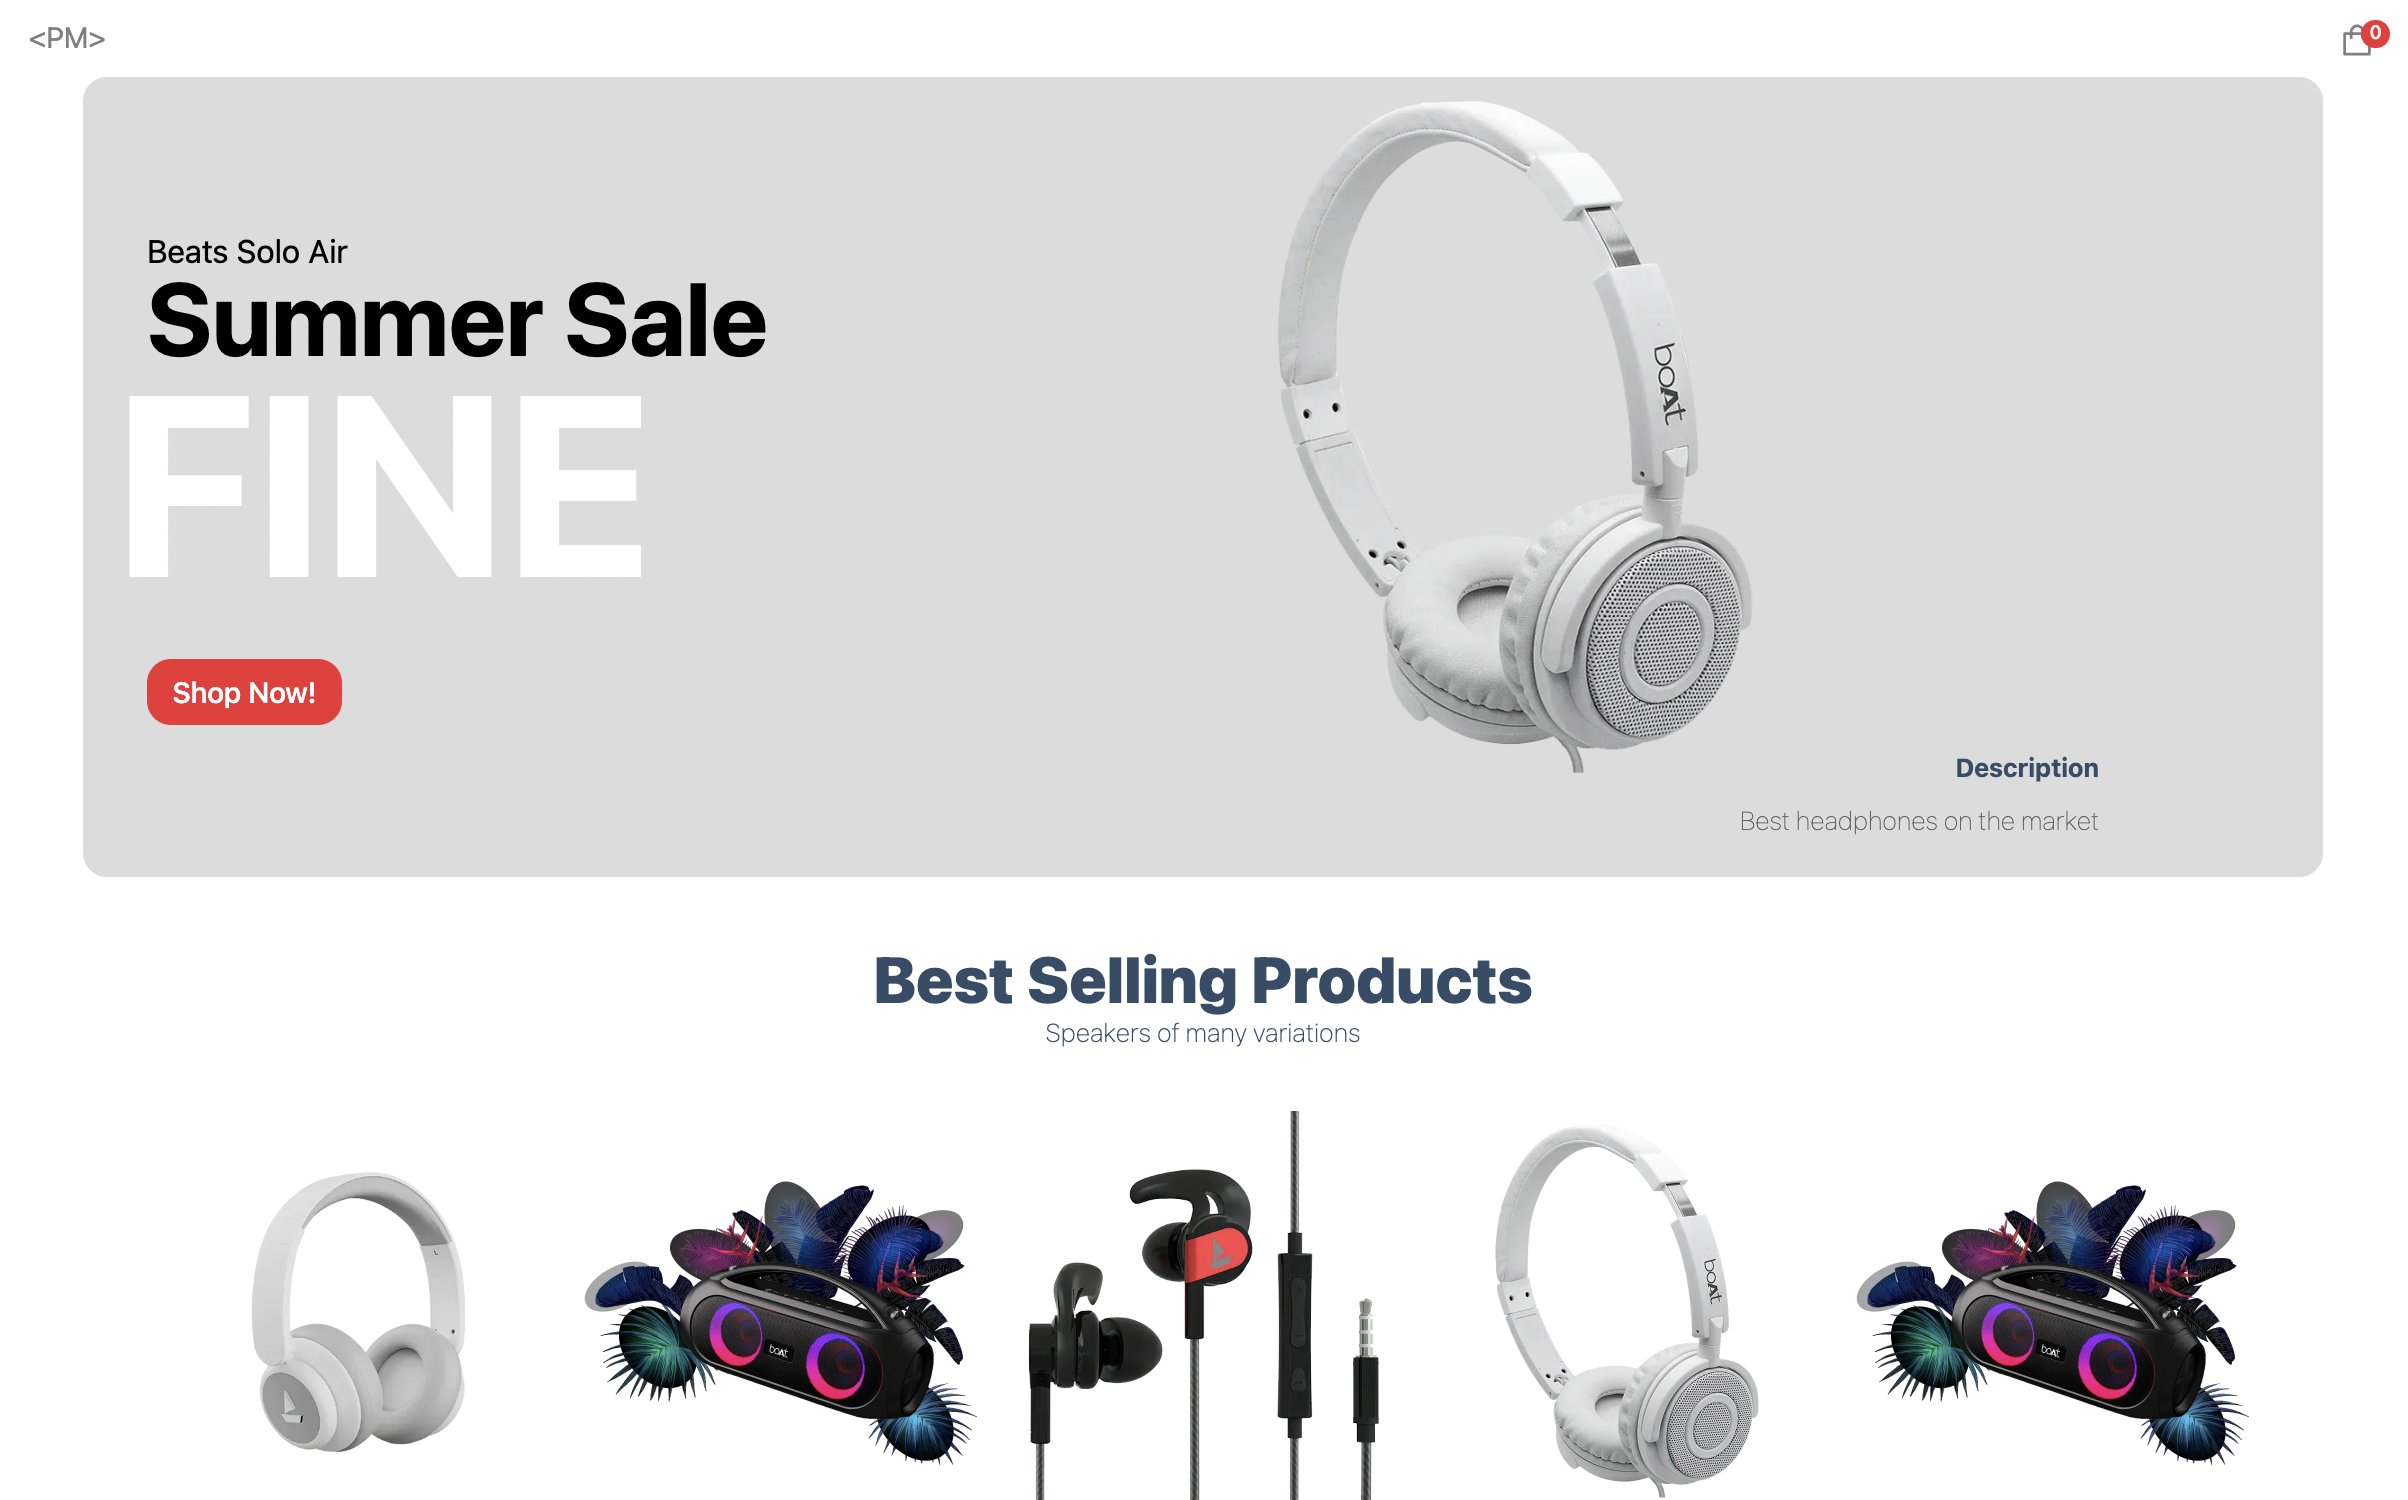 <PM>
0
Beats Solo Air
Summer Sale
FINE
Shop Now!
boAt
Description
Best headphones on the market
Best Selling Products
Speakers of many variations
boAt
boAt
boAt